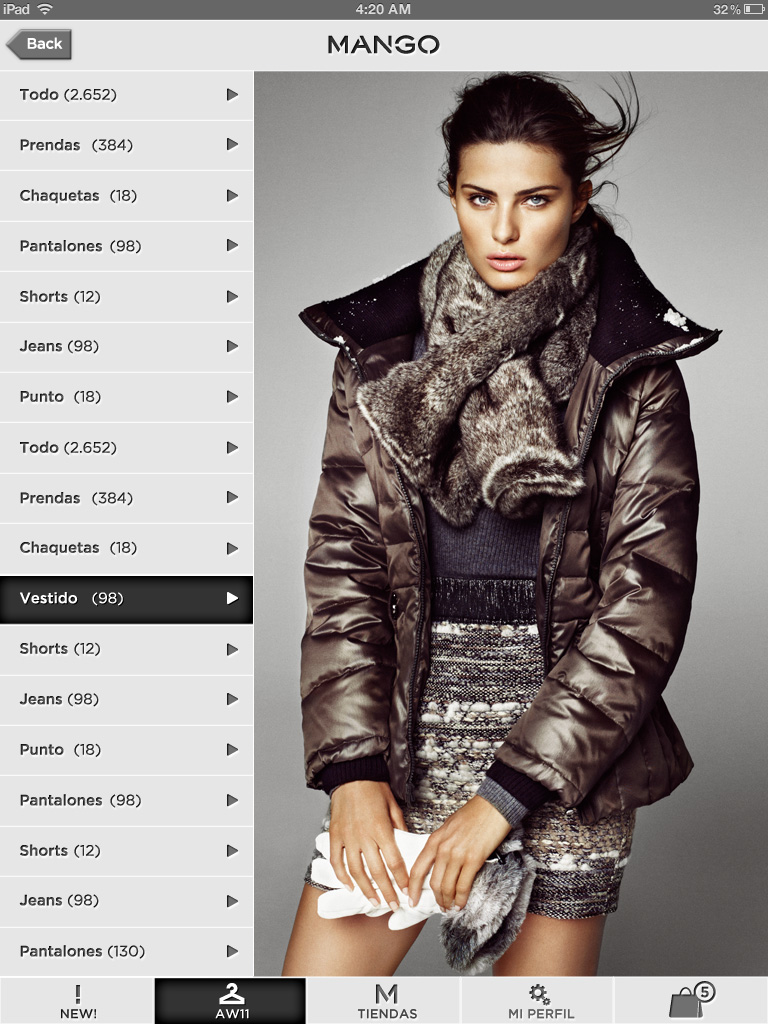 iPad 4:20 AM 32%
Back MANGO
Todo (2.652)
Prendas (384)
Chaquetas (18)
Pantalones (98)
Shorts (12)
Jeans (98)
Punto (18)
Todo (2.652)
Prendas (384)
Chaquetas (18)
Vestido (98)
Shorts (12)
Jeans (98)
Punto (18)
Pantalones (98)
Shorts (12)
Jeans (98)
Pantalones (130)
! M 5
NEW! AW11 TIENDAS MI PERFIL